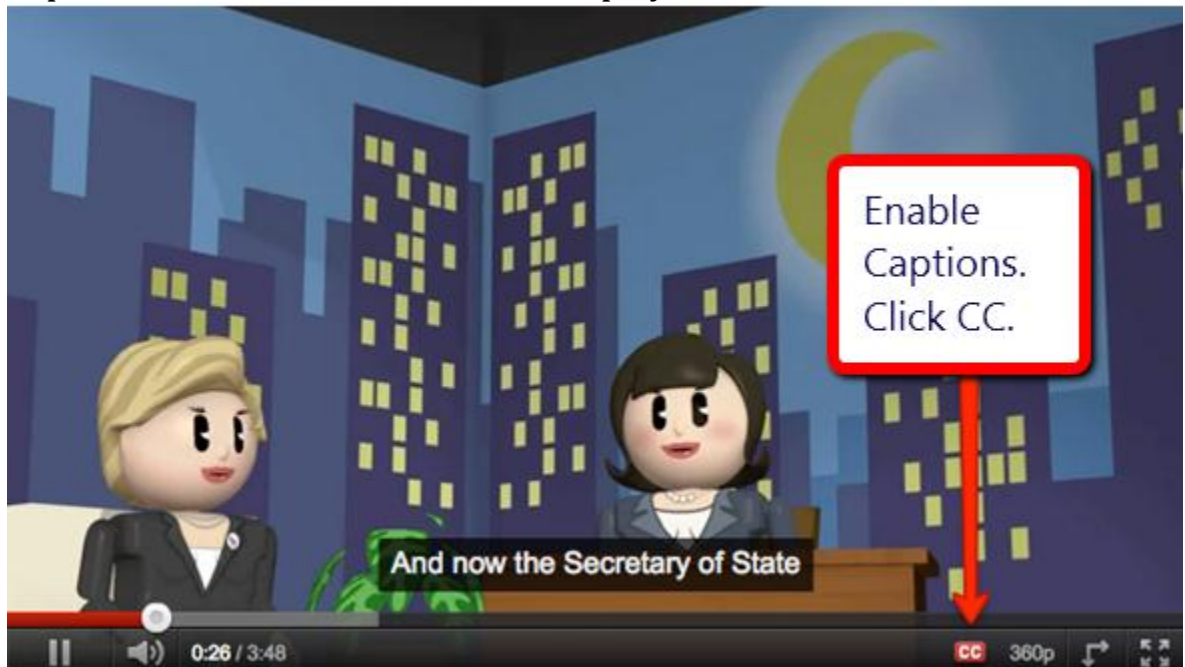 Enable
Captions.
Click CC.
And now the Secretary of State
0:26 / 3:48
CC
360p